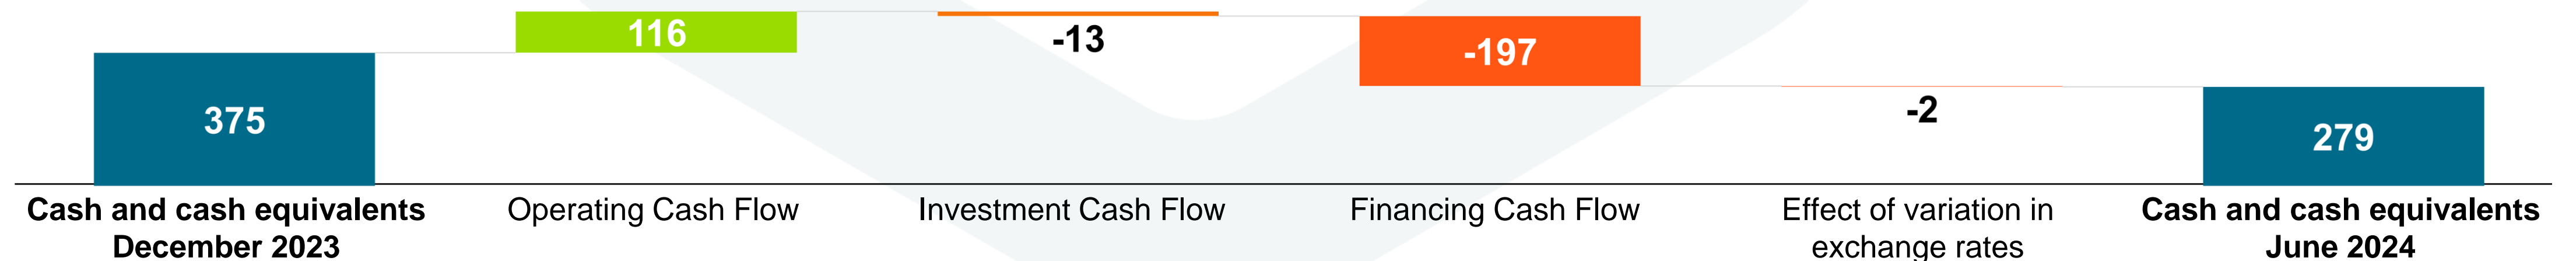 116
-13
-197
375
-2
279
Cash and cash equivalents
December 2023
Operating Cash Flow
Investment Cash Flow
Financing Cash Flow
Effect of variation in
exchange rates
Cash and cash equivalents
June 2024